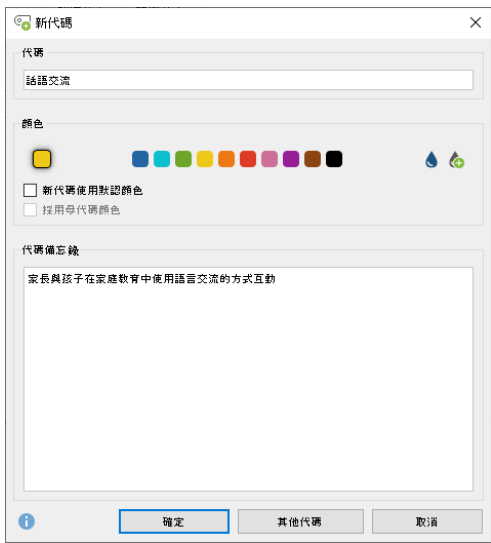 新代碼
代碼
話語交流
顏色
新代碼使用默認顏色
採用母代碼顏色
代碼備忘錄
家長與孩子在家庭教育中使用語言交流的方式互動
確定
其他代碼
取消